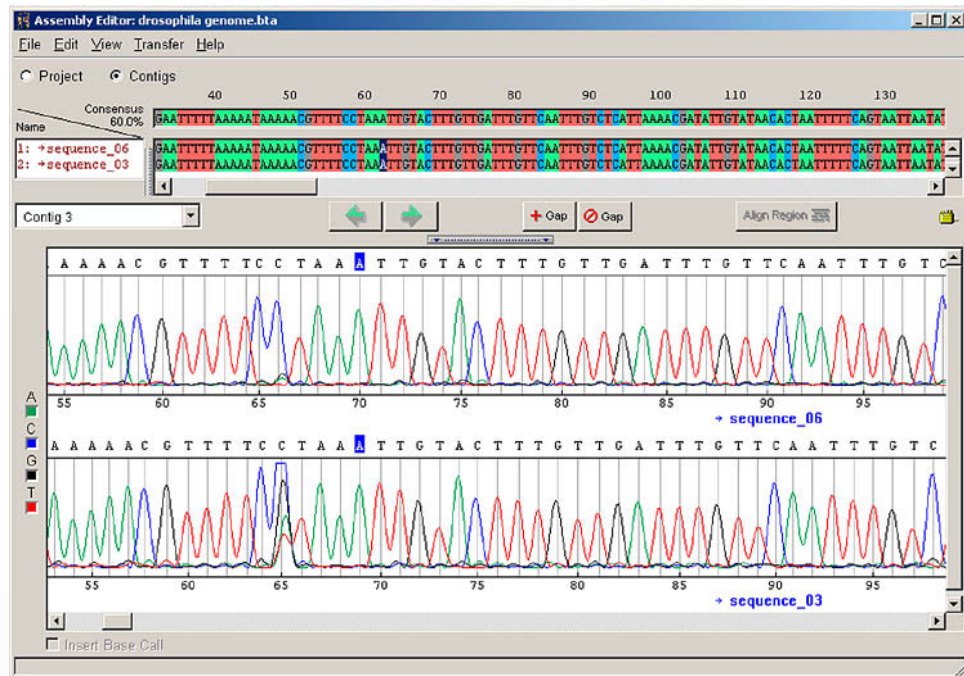 Assembly Editor: drosophila genome.bta
File Edit View Transfer Help
Project Contigs
40 50 60 70 80 90 100 110 120 130
Consensus
60.0%
Name
GAATTTTTAAAAATAAAAACGTTTTCCTAAATTGTACTTTGTTGATTTGTTCAATTTGTCTCATTAAAACGATATTGTATAACACTAATTTTTCAGTAATTAATAT
1: →sequence_06
GAATTTTTAAAAATAAAAACGTTTTCCTAAATTGTACTTTGTTGATTTGTTCAATTTGTCTCATTAAAACGATATTGTATAACACTAATTTTTCAGTAATTAATAT
2: →sequence_03
GAATTTTTAAAAATAAAAACGTTTTCCTAAATTGTACTTTGTTGATTTGTTCAATTTGTCTCATTAAAACGATATTGTATAACACTAATTTTTCAGTAATTAATAT
Contig 3
+ Gap
Gap
Align Region
A A A A C G T T T T C C T A A A T T G T A C T T T G T T G A T T T G T T C A A T T T G T C
55 60 65 70 75 80 85 90 95
→ sequence_06
A
C
G
T
A A A A A C G T T T T C C T A A A T T G T A C T T T G T T G A T T T G T T C A A T T T G T C
55 60 65 70 75 80 85 90 95
→ sequence_03
Insert Base Call